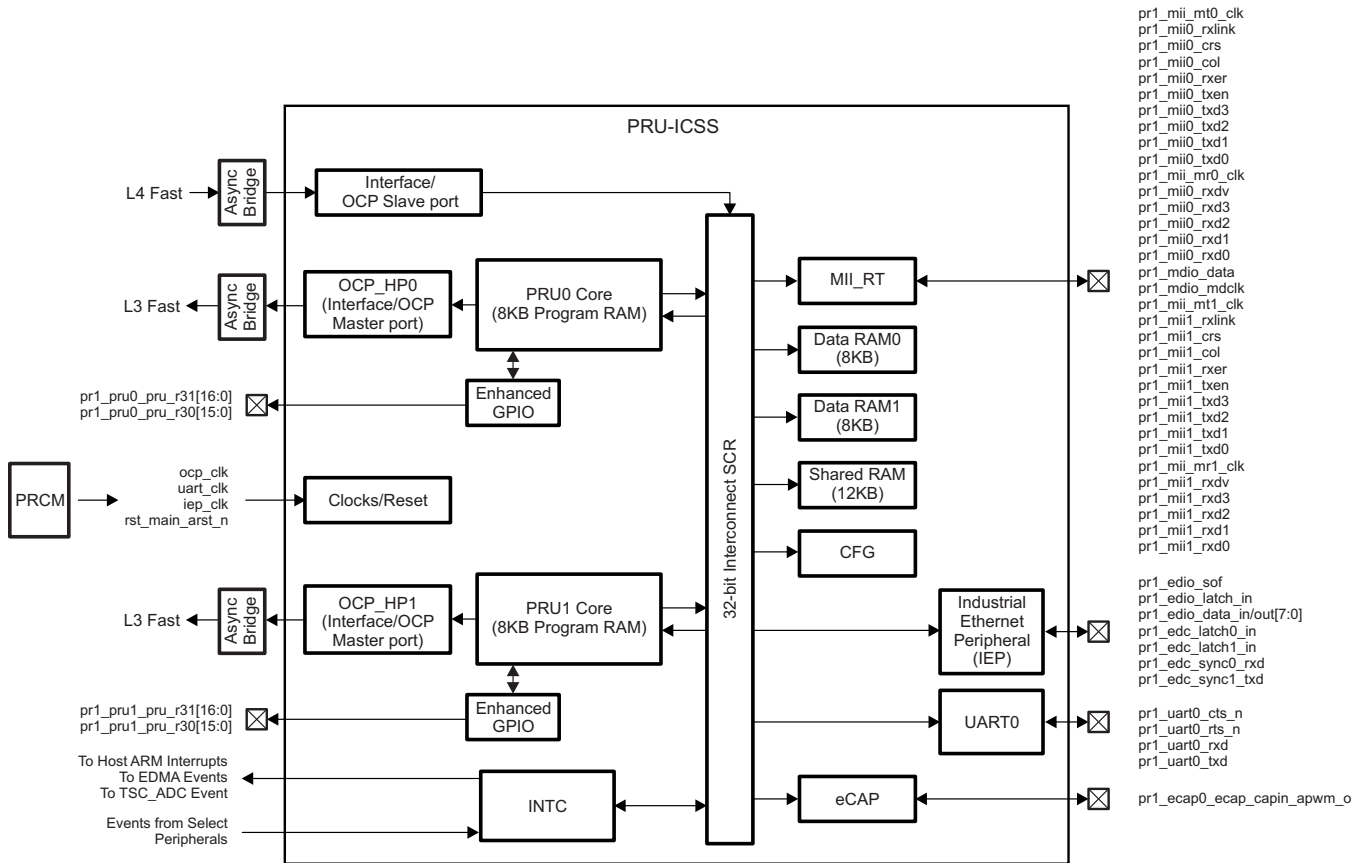 PRU-ICSS
L4 Fast
Async
Bridge
Interface/
OCP Slave port
L3 Fast
Async
Bridge
OCP_HP0
(Interface/OCP
Master port)
PRU0 Core
(8KB Program RAM)
pr1_pru0_pru_r31[16:0]
pr1_pru0_pru_r30[15:0]
Enhanced
GPIO
PRCM
ocp_clk
uart_clk
iep_clk
rst_main_arst_n
Clocks/Reset
L3 Fast
Async
Bridge
OCP_HP1
(Interface/OCP
Master port)
PRU1 Core
(8KB Program RAM)
pr1_pru1_pru_r31[16:0]
pr1_pru1_pru_r30[15:0]
Enhanced
GPIO
To Host ARM Interrupts
To EDMA Events
To TSC_ADC Event
Events from Select
Peripherals
INTC
32-bit Interconnect SCR
MII_RT
Data RAM0
(8KB)
Data RAM1
(8KB)
Shared RAM
(12KB)
CFG
Industrial
Ethernet
Peripheral
(IEP)
UART0
eCAP
pr1_mii_mt0_clk
pr1_mii0_rxlink
pr1_mii0_crs
pr1_mii0_col
pr1_mii0_rxer
pr1_mii0_txen
pr1_mii0_txd3
pr1_mii0_txd2
pr1_mii0_txd1
pr1_mii0_txd0
pr1_mii_mr0_clk
pr1_mii0_rxdv
pr1_mii0_rxd3
pr1_mii0_rxd2
pr1_mii0_rxd1
pr1_mii0_rxd0
pr1_mdio_data
pr1_mdio_mdclk
pr1_mii_mt1_clk
pr1_mii1_rxlink
pr1_mii1_crs
pr1_mii1_col
pr1_mii1_rxer
pr1_mii1_txen
pr1_mii1_txd3
pr1_mii1_txd2
pr1_mii1_txd1
pr1_mii1_txd0
pr1_mii_mr1_clk
pr1_mii1_rxdv
pr1_mii1_rxd3
pr1_mii1_rxd2
pr1_mii1_rxd1
pr1_mii1_rxd0
pr1_edio_sof
pr1_edio_latch_in
pr1_edio_data_in/out[7:0]
pr1_edc_latch0_in
pr1_edc_latch1_in
pr1_edc_sync0_rxd
pr1_edc_sync1_txd
pr1_uart0_cts_n
pr1_uart0_rts_n
pr1_uart0_rxd
pr1_uart0_txd
pr1_ecap0_ecap_capin_apwm_o